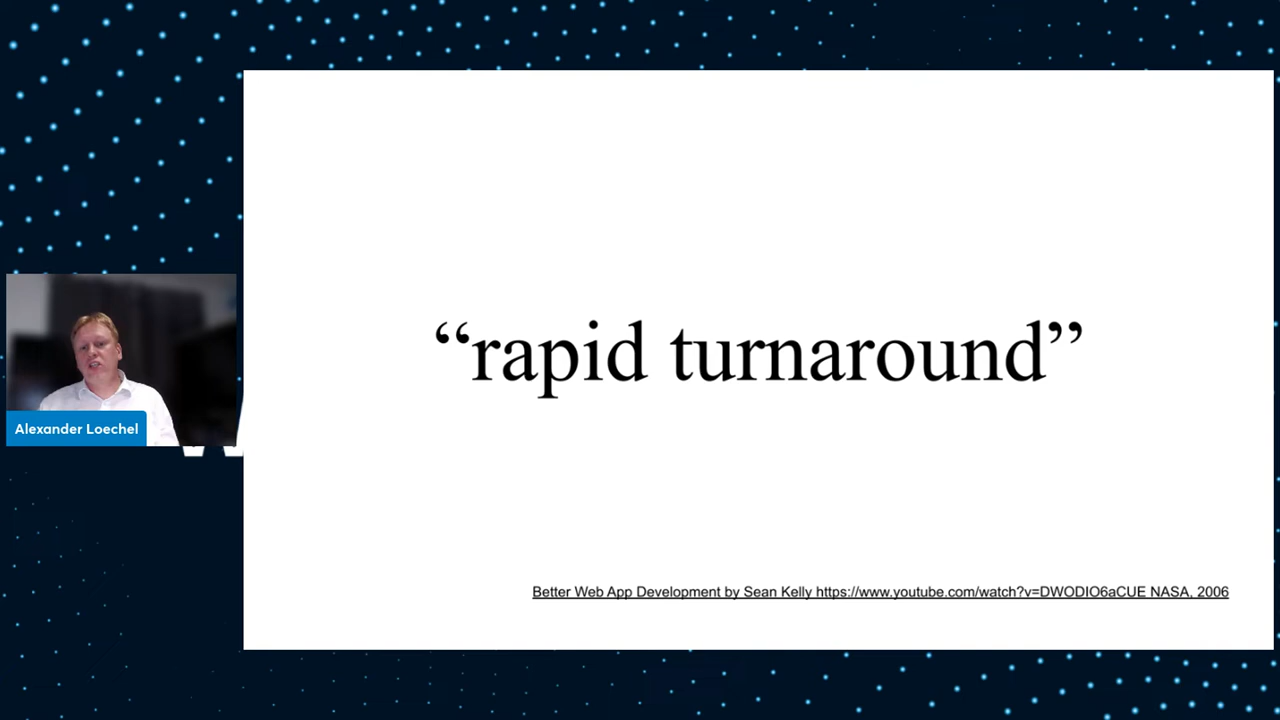 “rapid turnaround”
Alexander Loechel
Better Web App Development by Sean Kelly https://www.youtube.com/watch?v=DWODIO6aCUE NASA, 2006